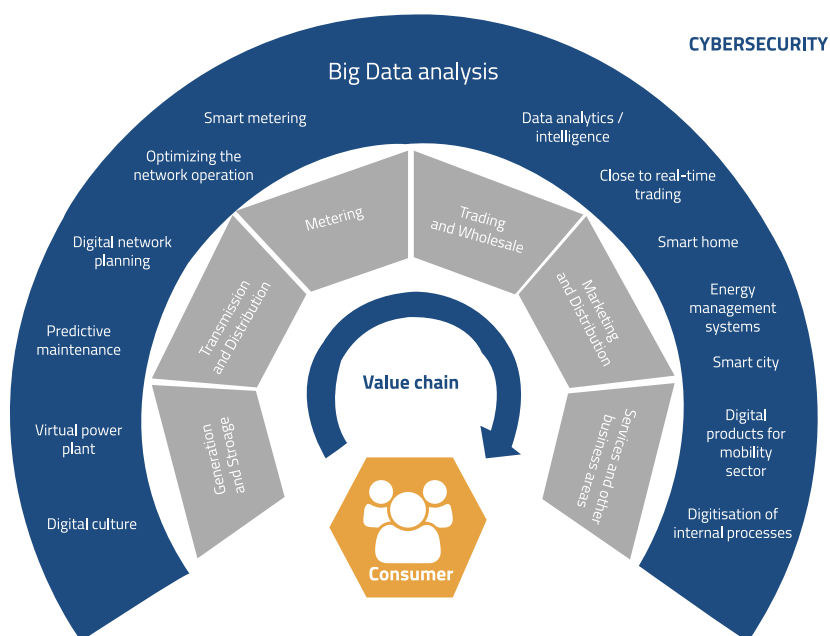 CYBERSECURITY
Big Data analysis
Smart metering
Data analytics /
intelligence
Optimizing the
network operation
Close to real-time
trading
Digital network
planning
Smart home
Predictive
maintenance
Energy
management
systems
Smart city
Virtual power
plant
Digital
products for
mobility
sector
Digital culture
Digitisation of
internal processes
Generation
and Stroage
Transmission
and Distribution
Metering
Trading
and Wholesale
Marketing
and Distribution
Services and other
business areas
Value chain
Consumer